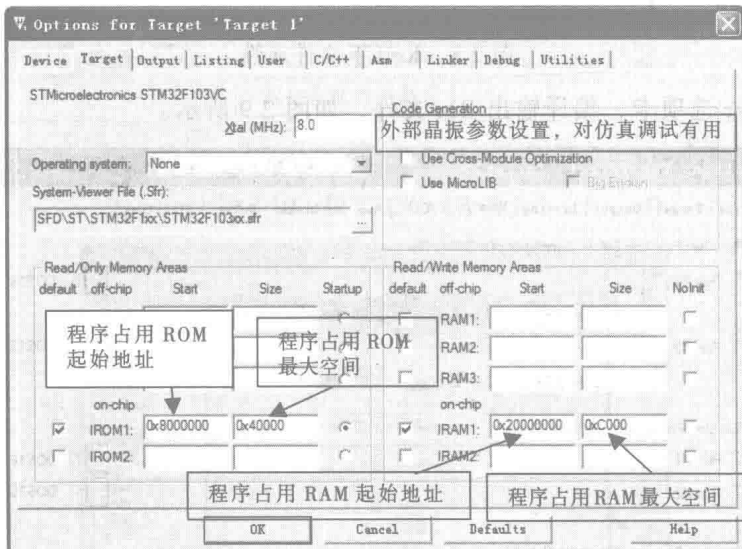 Options for Target 'Target 1'
Device Target Output Listing User C/C++ Asm Linker Debug Utilities
STMicroelectronics STM32F103VC
Xtal (MHz): 8.0
Code Generation
外部晶振参数设置，对仿真调试有用
Operating system: None
Use Cross-Module Optimization
System-Viewer File (.Sfr):
Use MicroLIB
Big Endian
SFD\ST\STM32F1xx\STM32F103xx.sfr
...
Read/Only Memory Areas
Read/Write Memory Areas
default off-chip Start Size Startup
default off-chip Start Size NoInit
RAM1:
RAM2:
RAM3:
程序占用 ROM
起始地址
程序占用 ROM
最大空间
on-chip
on-chip
IROM1: 0x8000000 0x40000
IRAM1: 0x20000000 0xC000
IROM2:
IRAM2:
程序占用 RAM 起始地址
程序占用RAM最大空间
OK Cancel Defaults Help